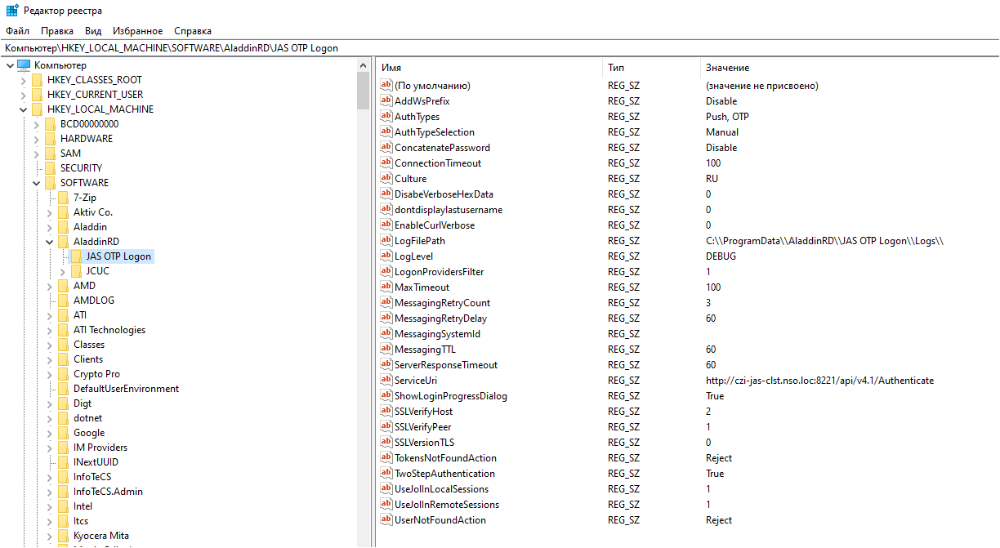 Редактор реестра
Файл Правка Вид Избранное Справка
Компьютер\HKEY_LOCAL_MACHINE\SOFTWARE\AladdinRD\JAS OTP Logon
Компьютер
HKEY_CLASSES_ROOT
HKEY_CURRENT_USER
HKEY_LOCAL_MACHINE
BCD00000000
HARDWARE
SAM
SECURITY
SOFTWARE
7-Zip
Aktiv Co.
Aladdin
AladdinRD
JAS OTP Logon
JCUC
AMD
AMDLOG
ATI
ATI Technologies
Classes
Clients
Crypto Pro
DefaultUserEnvironment
Digt
dotnet
Google
IM Providers
INextUUID
InfoTeCS
InfoTeCS.Admin
Intel
Itcs
Kyocera Mita
Имя Тип Значение
(По умолчанию) REG_SZ (значение не присвоено)
AddWsPrefix REG_SZ Disable
AuthTypes REG_SZ Push, OTP
AuthTypeSelection REG_SZ Manual
ConcatenatePassword REG_SZ Disable
ConnectionTimeout REG_SZ 100
Culture REG_SZ RU
DisabeVerboseHexData REG_SZ 0
dontdisplaylastusername REG_SZ 0
EnableCurlVerbose REG_SZ 0
LogFilePath REG_SZ C:\\ProgramData\\AladdinRD\\JAS OTP Logon\\Logs\\
LogLevel REG_SZ DEBUG
LogonProvidersFilter REG_SZ 1
MaxTimeout REG_SZ 100
MessagingRetryCount REG_SZ 3
MessagingRetryDelay REG_SZ 60
MessagingSystemId REG_SZ
MessagingTTL REG_SZ 60
ServerResponseTimeout REG_SZ 60
ServiceUri REG_SZ http://czi-jas-clst.nso.loc:8221/api/v4.1/Authenticate
ShowLoginProgressDialog REG_SZ True
SSLVerifyHost REG_SZ 2
SSLVerifyPeer REG_SZ 1
SSLVersionTLS REG_SZ 0
TokensNotFoundAction REG_SZ Reject
TwoStepAuthentication REG_SZ True
UseJolInLocalSessions REG_SZ 1
UseJolInRemoteSessions REG_SZ 1
UserNotFoundAction REG_SZ Reject